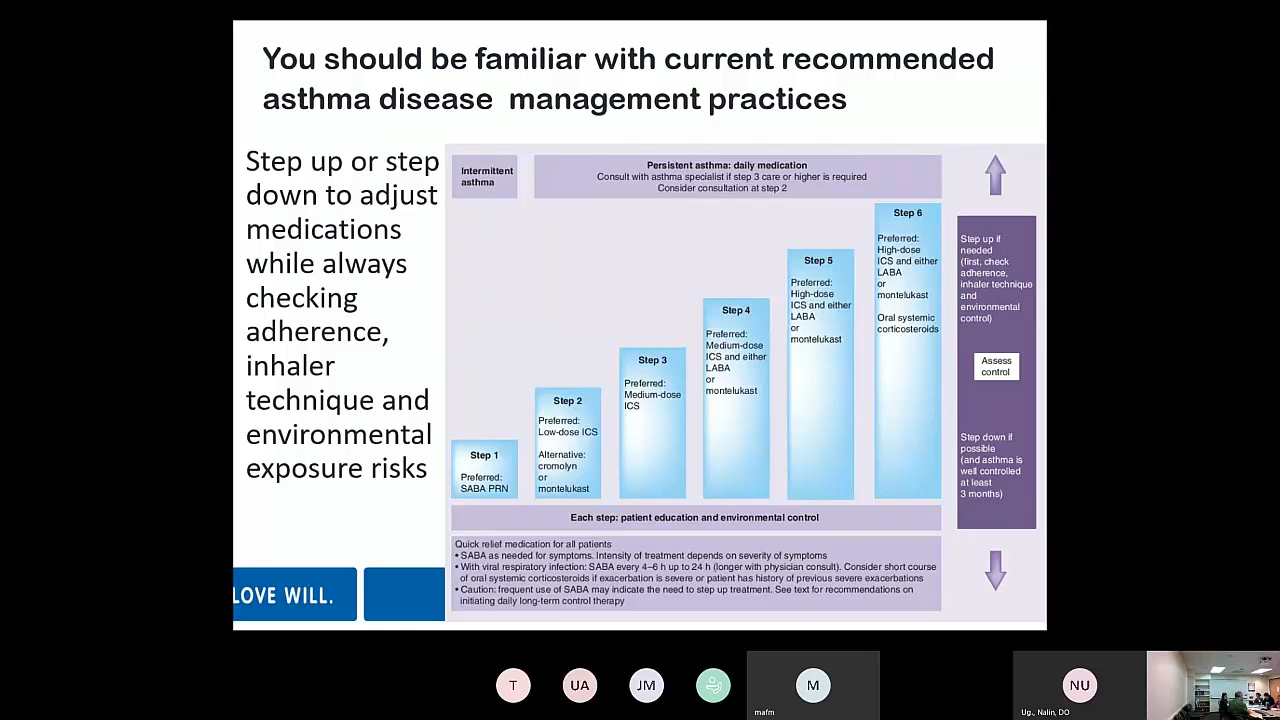 You should be familiar with current recommended
asthma disease management practices
Step up or step
down to adjust
medications
while always
checking
adherence,
inhaler
technique and
environmental
exposure risks
LOVE WILL.
Intermittent
asthma
Persistent asthma: daily medication
Consult with asthma specialist if step 3 care or higher is required
Consider consultation at step 2
Step 1
Preferred:
SABA PRN
Step 2
Preferred:
Low-dose ICS
Alternative:
cromolyn
or
montelukast
Step 3
Preferred:
Medium-dose
ICS
Step 4
Preferred:
Medium-dose
ICS and either
LABA
or
montelukast
Step 5
Preferred:
High-dose
ICS and either
LABA
or
montelukast
Step 6
Preferred:
High-dose
ICS and either
LABA
or
montelukast
Oral systemic
corticosteroids
Step up if
needed
(first, check
adherence,
inhaler technique
and
environmental
control)
Assess
control
Step down if
possible
(and asthma is
well controlled
at least
3 months)
Each step: patient education and environmental control
Quick relief medication for all patients
• SABA as needed for symptoms. Intensity of treatment depends on severity of symptoms
• With viral respiratory infection: SABA every 4–6 h up to 24 h (longer with physician consult). Consider short course
of oral systemic corticosteroids if exacerbation is severe or patient has history of previous severe exacerbations
• Caution: frequent use of SABA may indicate the need to step up treatment. See text for recommendations on
initiating daily long-term control therapy
T
UA
JM
M
mafm
NU
Ug., Nalin, DO